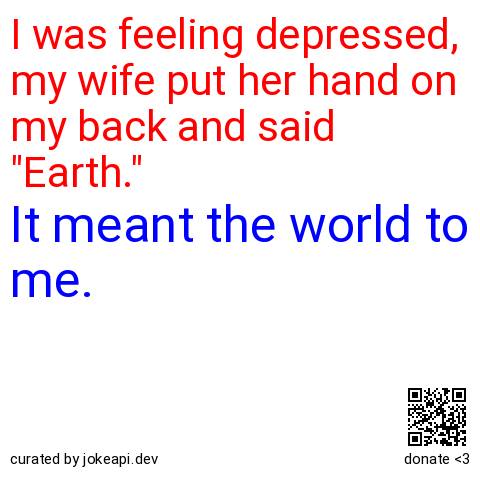 I was feeling depressed,
my wife put her hand on
my back and said
"Earth."
It meant the world to
me.
curated by jokeapi.dev
donate <3